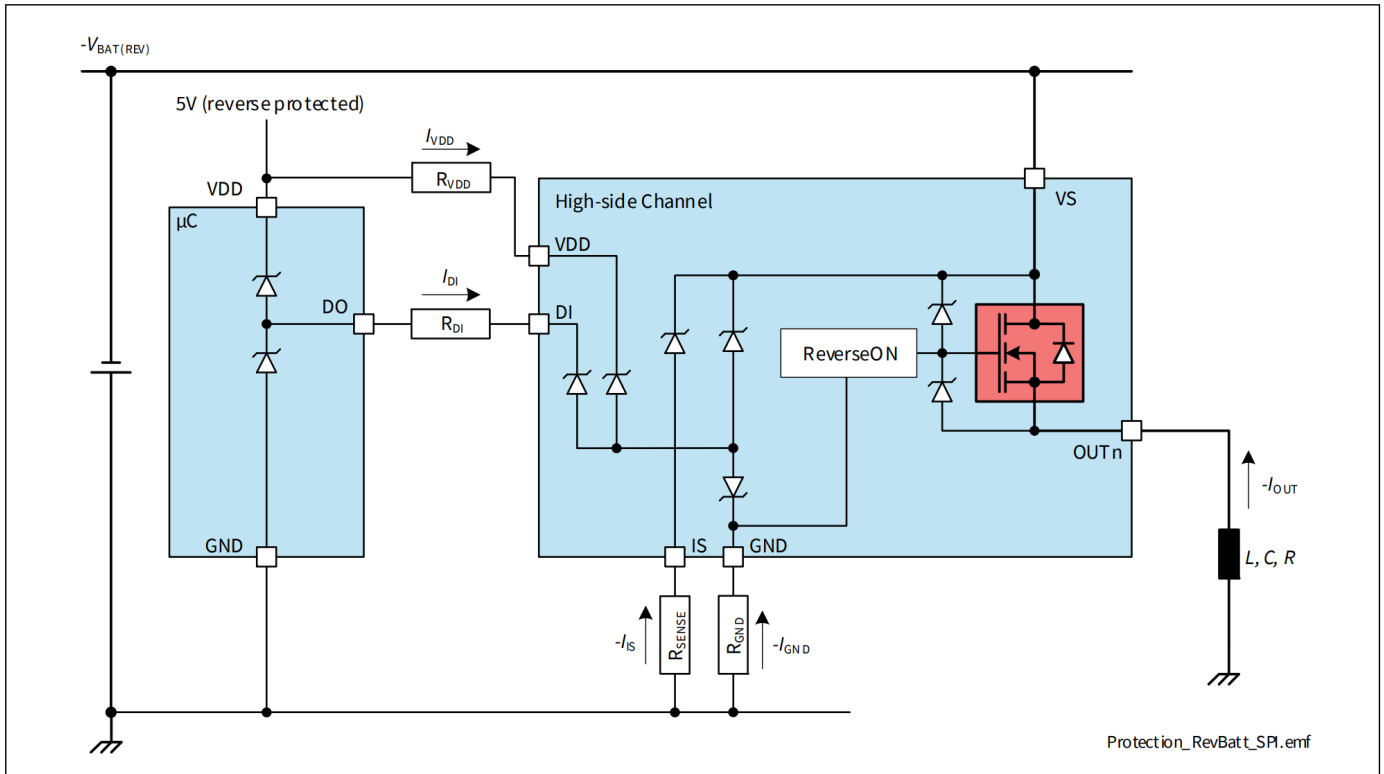 -VBAT(REV)
5V (reverse protected)
IVDD
RVDD
VDD
µC
High-side Channel
VS
VDD
IDI
DO
RDI
DI
ReverseON
OUTn
-IOUT
GND
IS
GND
L, C, R
-IIS
RSENSE
RGND
-IGND
Protection_RevBatt_SPI.emf